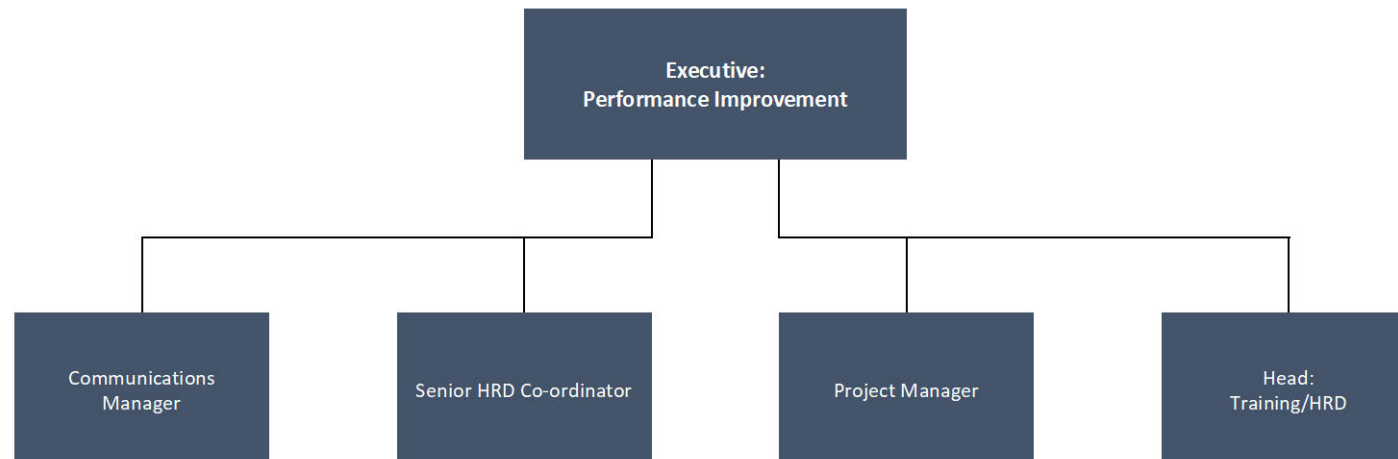 Executive:
Performance Improvement
Communications
Manager
Senior HRD Co-ordinator
Project Manager
Head:
Training/HRD